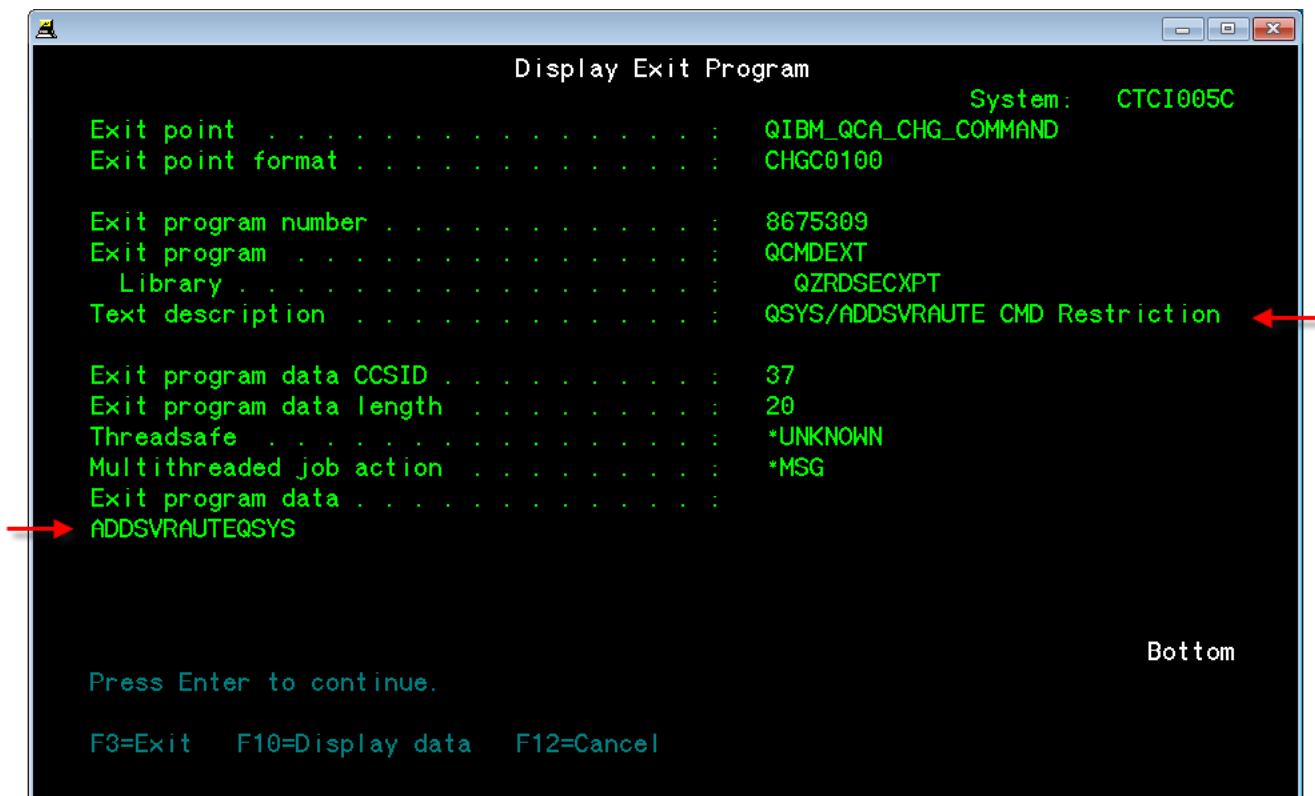 Display Exit Program
System: CTCI005C
Exit point . . . . . . . . . . . . . . . . : QIBM_QCA_CHG_COMMAND
Exit point format . . . . . . . . . . . . : CHGC0100
Exit program number . . . . . . . . . . . : 8675309
Exit program . . . . . . . . . . . . . . . : QCMDEXT
Library . . . . . . . . . . . . . . . . . : QZRDSECXPT
Text description . . . . . . . . . . . . . : QSYS/ADDSVRAUTE CMD Restriction
Exit program data CCSID . . . . . . . . . : 37
Exit program data length . . . . . . . . : 20
Threadsafe . . . . . . . . . . . . . . . . : *UNKNOWN
Multithreaded job action . . . . . . . . : *MSG
Exit program data . . . . . . . . . . . . :
ADDSVRAUTEQSYS
Bottom
Press Enter to continue.
F3=Exit F10=Display data F12=Cancel